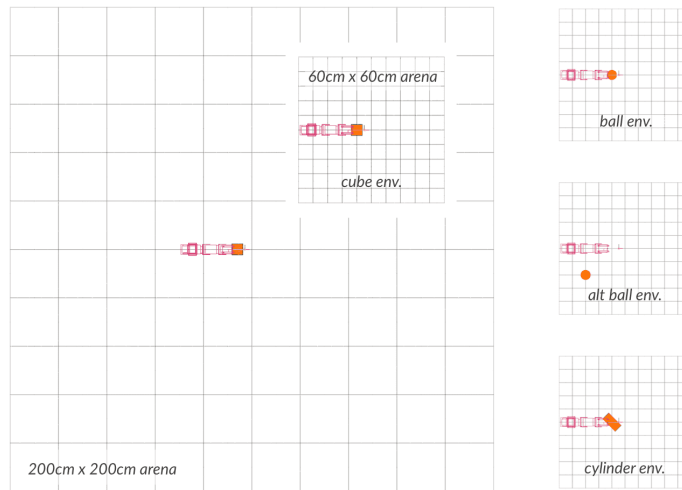 60cm x 60cm arena
cube env.
200cm x 200cm arena
ball env.
alt ball env.
cylinder env.